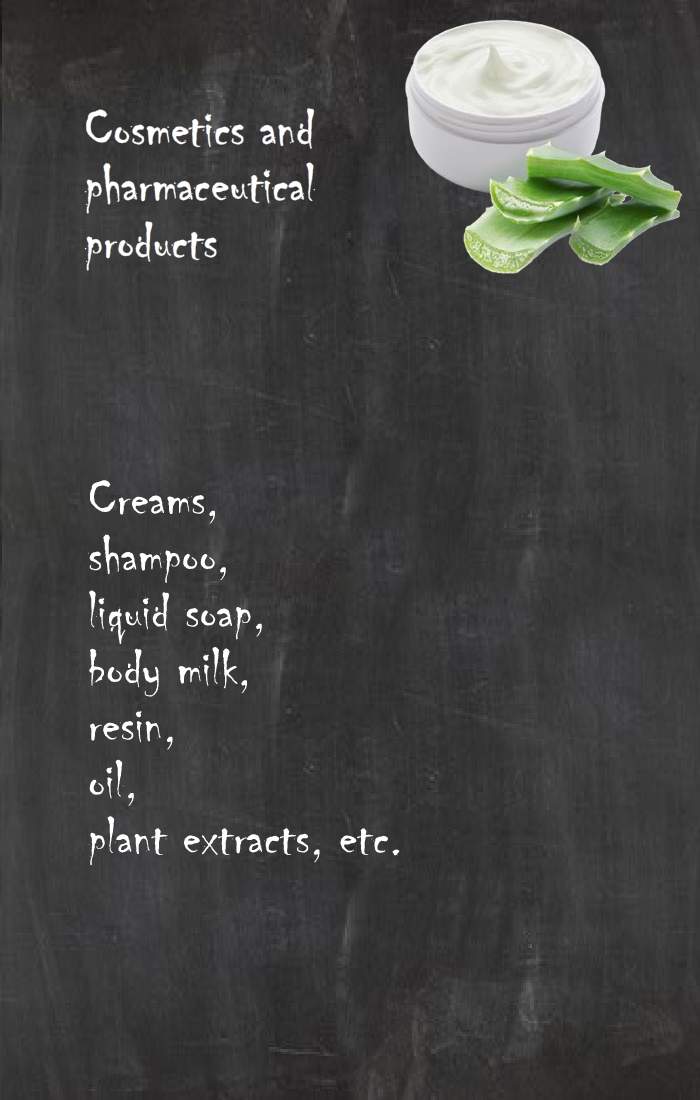 Cosmetics and
pharmaceutical
products
Creams,
shampoo,
liquid soap,
body milk,
resin,
oil,
plant extracts, etc.